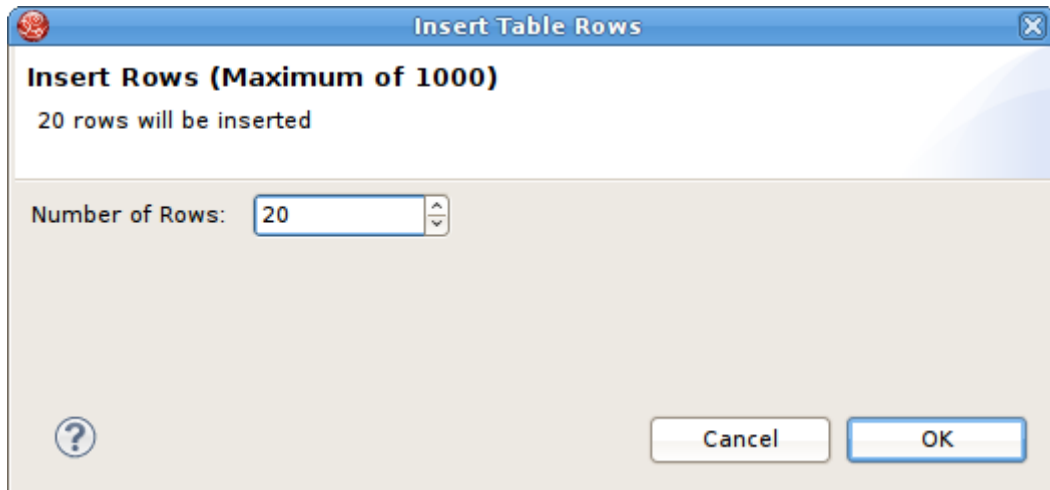 Insert Table Rows
Insert Rows (Maximum of 1000)
20 rows will be inserted
Number of Rows: 20
?
Cancel OK